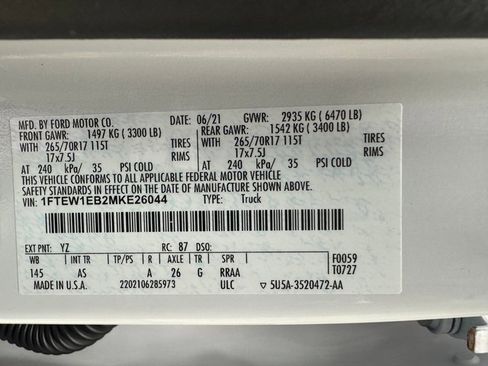 MFD. BY FORD MOTOR CO. DATE: 06/21 GVWR: 2935 KG ( 6470 LB)
FRONT GAWR: 1497 KG ( 3300 LB) REAR GAWR: 1542 KG ( 3400 LB)
WITH 265/70R17 115T TIRES WITH 265/70R17 115T TIRES
17x7.5J RIMS 17x7.5J RIMS
AT 240 kPa/ 35 PSI COLD AT 240 kPa/ 35 PSI COLD
THIS VEHICLE CONFORMS TO ALL APPLICABLE FEDERAL MOTOR VEHICLE
SAFETY STANDARDS IN EFFECT ON THE DATE OF MANUFACTURE SHOWN ABOVE.
VIN: 1FTEW1EB2MKE26044 TYPE: Truck
EXT PNT: YZ RC: 87 DSO:
WB INT TR TP/PS R AXLE TR SPR F0059
145 AS A 26 G RRAA T0727
MADE IN U.S.A. 2202106285973 ULC ▽ 5U5A-3520472-AA